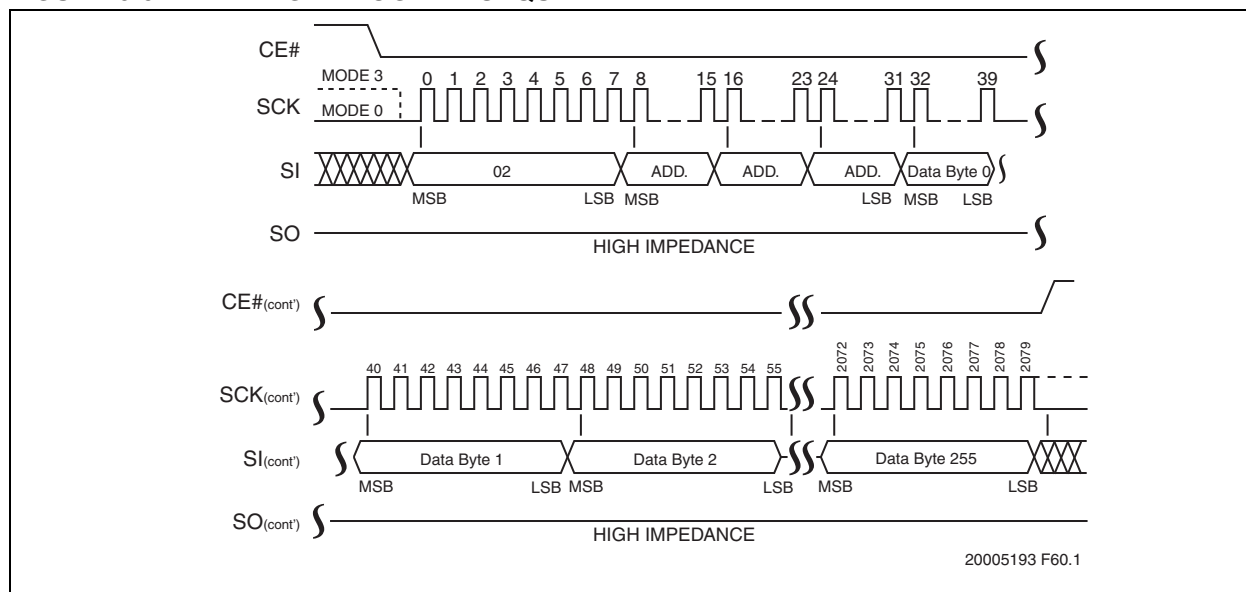 CE#
MODE 3
0 1 2 3 4 5 6 7 8 15 16 23 24 31 32 39
SCK
MODE 0
SI
02 ADD. ADD. ADD. Data Byte 0
MSB LSB MSB LSB MSB LSB
SO
HIGH IMPEDANCE
CE#(cont')
40 41 42 43 44 45 46 47 48 49 50 51 52 53 54 55 2072 2073 2074 2075 2076 2077 2078 2079
SCK(cont')
SI(cont')
Data Byte 1 Data Byte 2 Data Byte 255
MSB LSB MSB LSB MSB LSB
SO(cont')
HIGH IMPEDANCE
20005193 F60.1